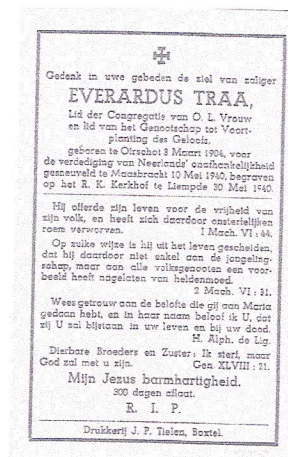 Gedenk in uwe gebeden de ziel van zaliger
EVERARDUS TRAA,
Lid der Congregatie van O. L. Vrouw
en lid van het Genootschap tot Voort-
planting des Geloofs,
geboren te Oirschot 3 Maart 1904, voor
de verdediging van Neerlands' onafhankelijkheid
gesneuveld te Maasbracht 10 Mei 1940, begraven
op het R. K. Kerkhof te Liempde 30 Mei 1940.
Hij offerde zijn leven voor de vrijheid van
zijn volk, en heeft zich daardoor onsterfelijken
roem verworven. 1 Mach. VI : 44.
Op zulke wijze is hij uit het leven gescheiden,
dat hij daardoor niet enkel aan de jongeling-
schap, maar aan alle volksgenooten een voor-
beeld heeft nagelaten van heldenmoed.
2 Mach. VI : 31.
Wees getrouw aan de belofte die gij aan Maria
gedaan hebt, en in haar naam beloof ik U, dat
zij U zal bijstaan in uw leven en bij uw dood.
H. Alph. de Lig.
Dierbare Broeders en Zuster: Ik sterf, maar
God zal met u zijn. Gen XLVIII : 21.
Mijn Jezus barmhartigheid.
300 dagen aflaat.
R. I. P.
Drukkerij J. P. Tielen, Boxtel.